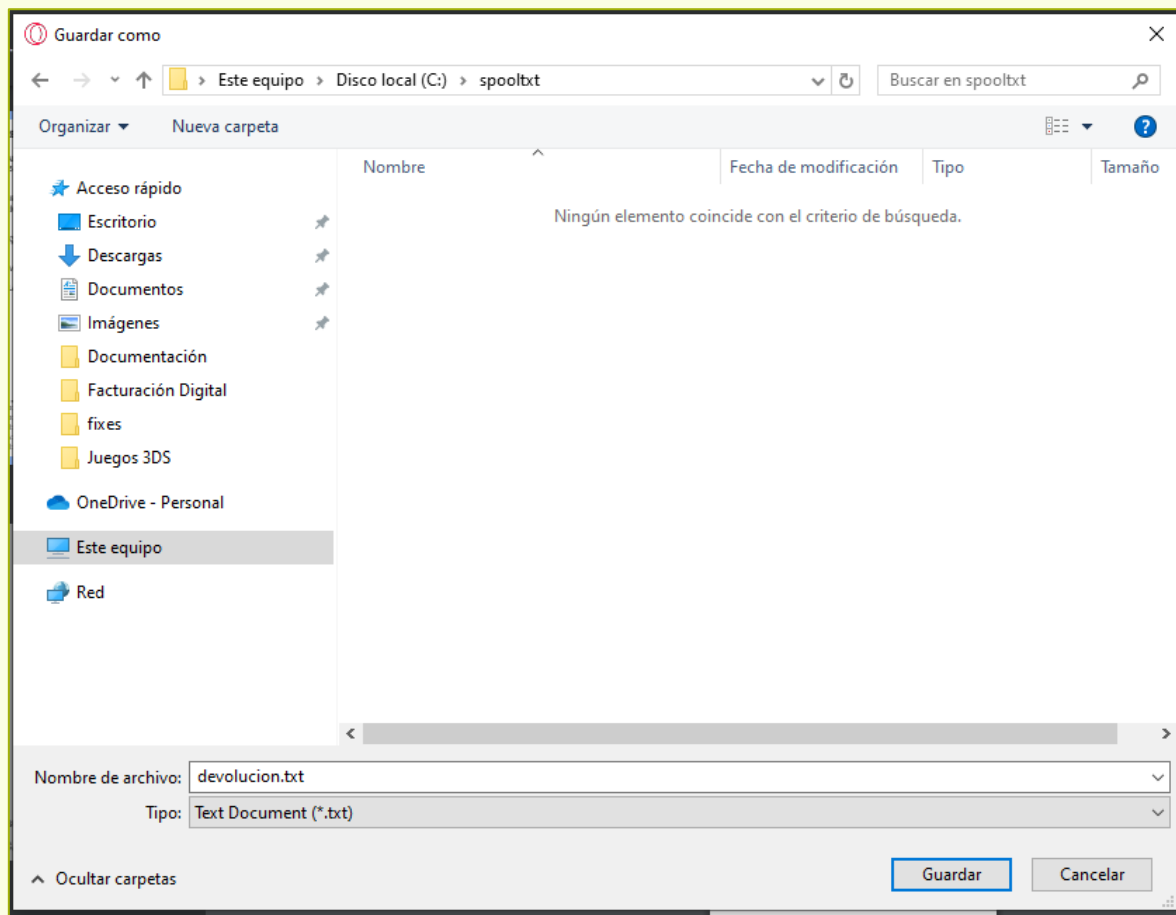 Guardar como
Este equipo > Disco local (C:) > spooltxt
Buscar en spooltxt
Organizar
Nueva carpeta
?
Nombre
Fecha de modificación
Tipo
Tamaño
Ningún elemento coincide con el criterio de búsqueda.
Acceso rápido
Escritorio
Descargas
Documentos
Imágenes
Documentación
Facturación Digital
fixes
Juegos 3DS
OneDrive - Personal
Este equipo
Red
Nombre de archivo: devolucion.txt
Tipo: Text Document (*.txt)
Ocultar carpetas
Guardar
Cancelar